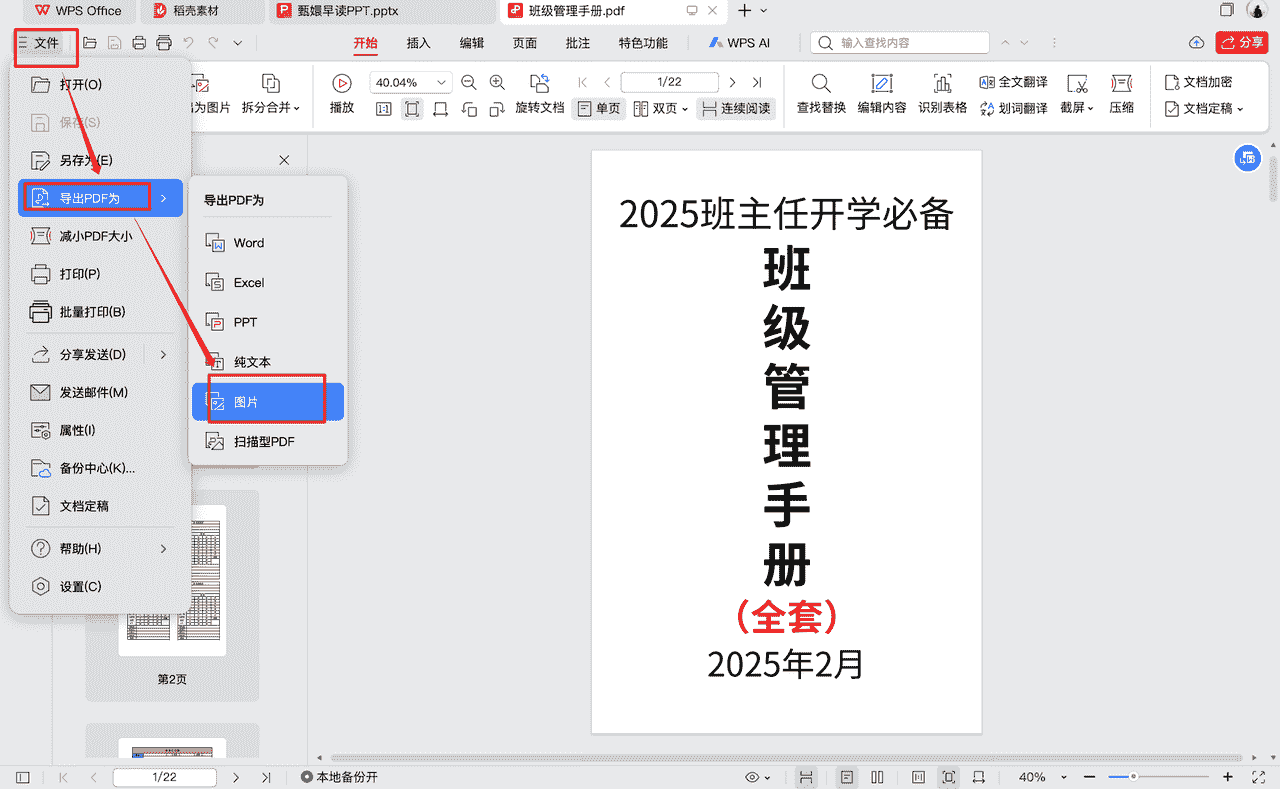 WPS Office
稻壳素材
甄嬛早读PPT.pptx
班级管理手册.pdf
文件
开始
插入
编辑
页面
批注
特色功能
WPS AI
输入查找内容
分享
为图片
拆分合并
播放
40.04%
旋转文档
1/22
单页
双页
连续阅读
查找替换
编辑内容
识别表格
全文翻译
划词翻译
截屏
压缩
文档加密
文档定稿
打开(O)
保存(S)
另存为(E)
导出PDF为
减小PDF大小
打印(P)
批量打印(B)
分享发送(D)
发送邮件(M)
属性(I)
备份中心(K)...
文档定稿
帮助(H)
设置(C)
导出PDF为
Word
Excel
PPT
纯文本
图片
扫描型PDF
第2页
2025班主任开学必备
班
级
管
理
手
册
（全套）
2025年2月
1/22
本地备份开
40%